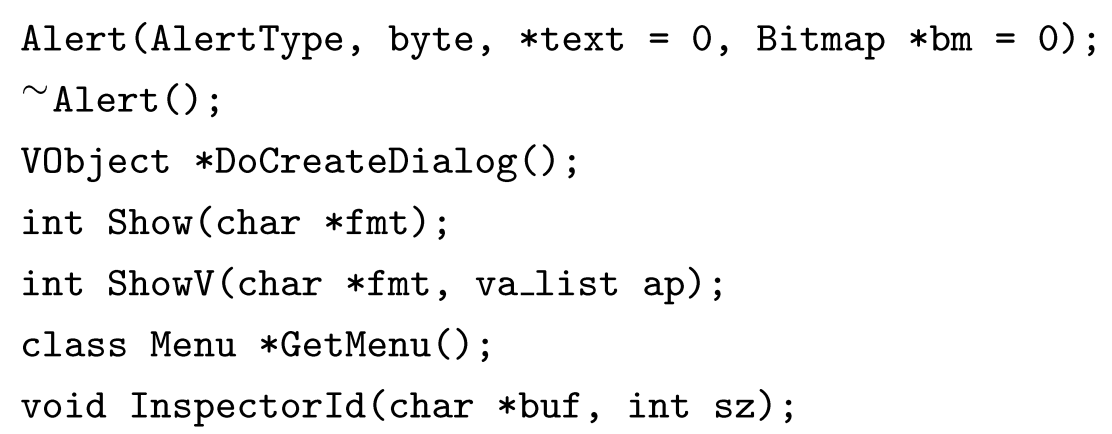 Alert(AlertType, byte, *text = 0, Bitmap *bm = 0);
~Alert();
VObject *DoCreateDialog();
int Show(char *fmt);
int ShowV(char *fmt, va_list ap);
class Menu *GetMenu();
void InspectorId(char *buf, int sz);